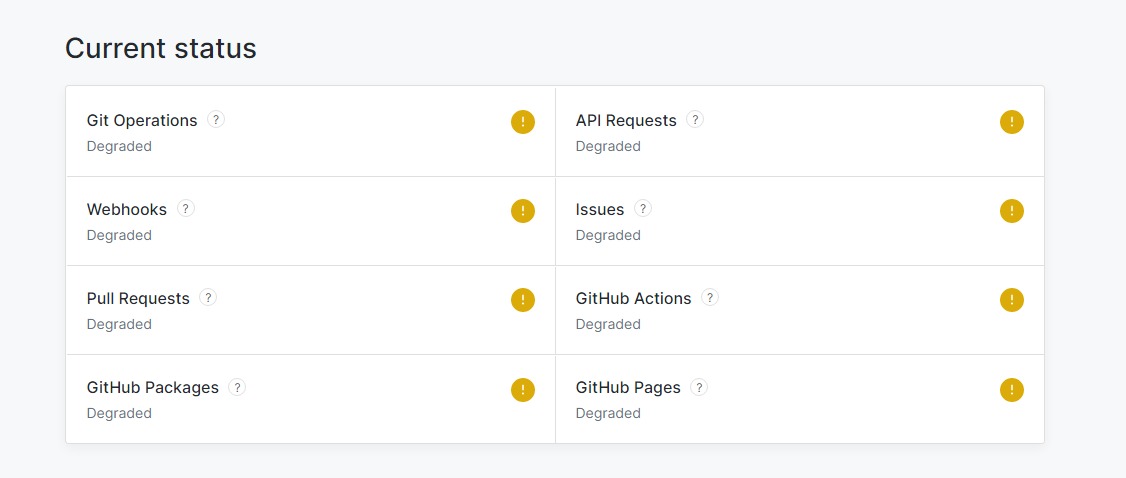 Current status
Git Operations ?
Degraded
API Requests ?
Degraded
Webhooks ?
Degraded
Issues ?
Degraded
Pull Requests ?
Degraded
GitHub Actions ?
Degraded
GitHub Packages ?
Degraded
GitHub Pages ?
Degraded